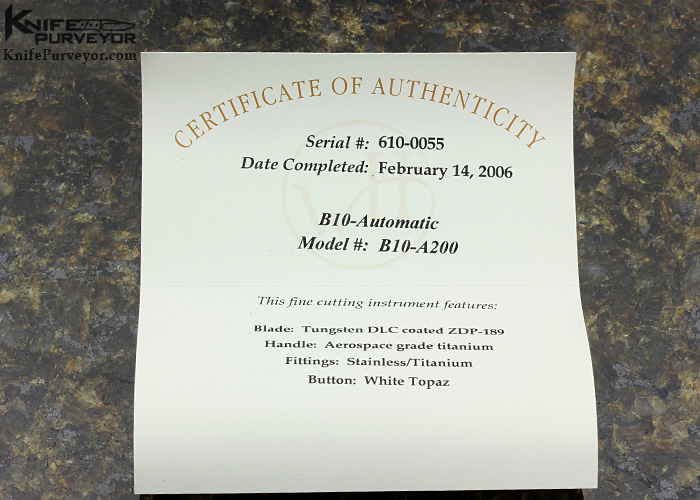 KNIFE
PURVEYOR
KnifePurveyor.com
CERTIFICATE OF AUTHENTICITY
Serial #: 610-0055
Date Completed: February 14, 2006
B10-Automatic
Model #: B10-A200
This fine cutting instrument features:
Blade: Tungsten DLC coated ZDP-189
Handle: Aerospace grade titanium
Fittings: Stainless/Titanium
Button: White Topaz